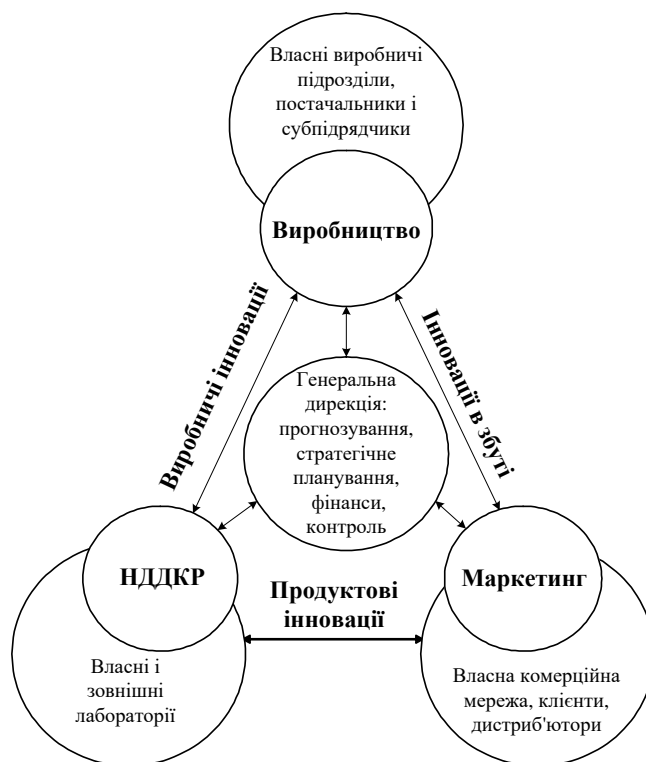 Власні виробничі
підрозділи,
постачальники і
субпідрядчики
Виробництво
Виробничі інновації
Інновації в збуті
Генеральна
дирекція:
прогнозування,
стратегічне
планування,
фінанси,
контроль
НДДКР
Продуктові
інновації
Маркетинг
Власні і
зовнішні
лабораторії
Власна комерційна
мережа, клієнти,
дистриб'ютори